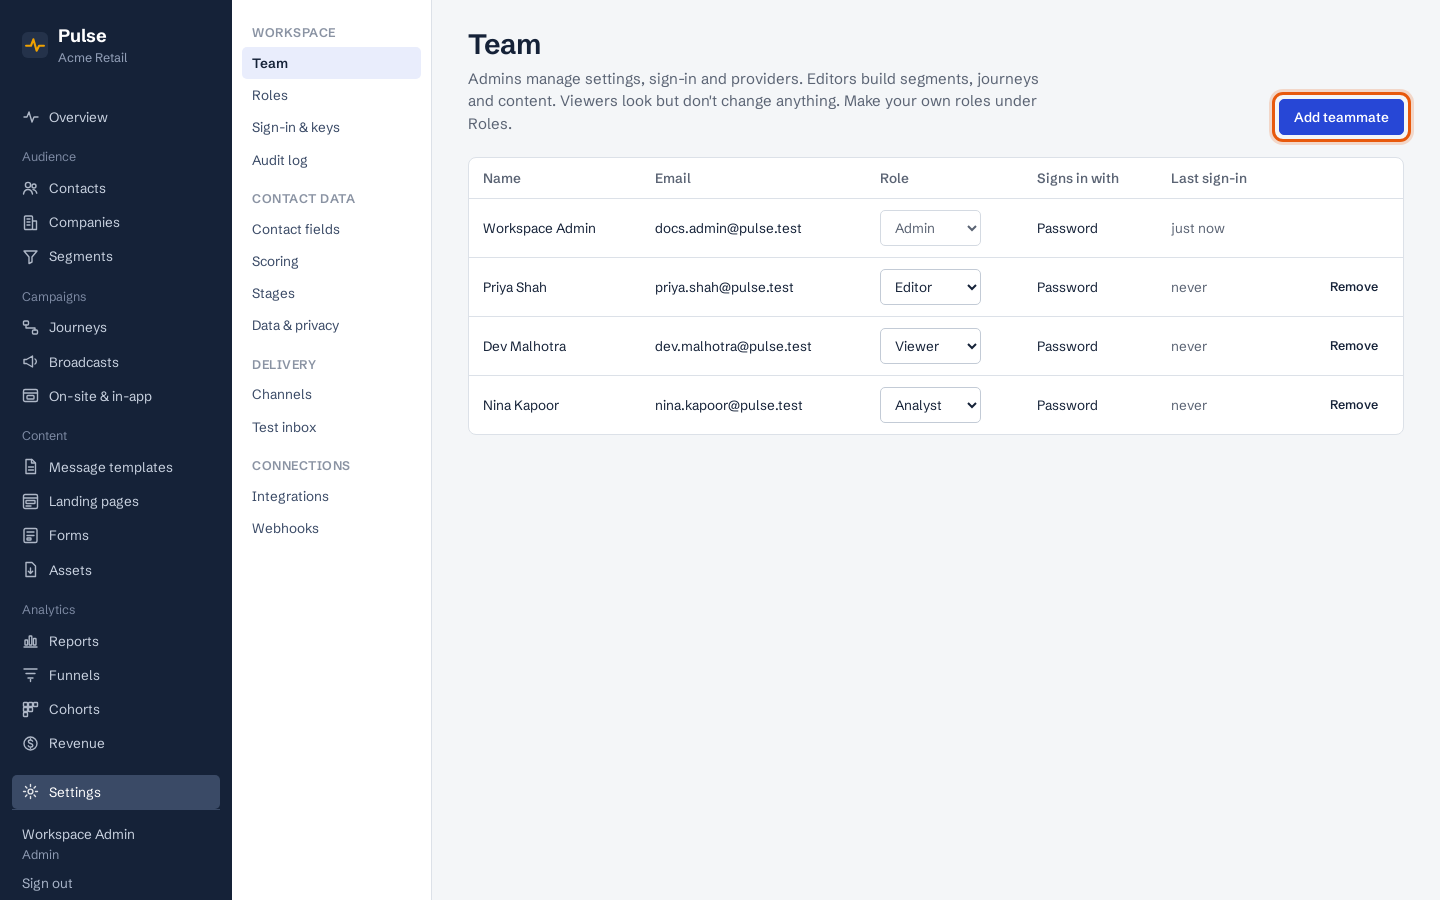 Pulse
Acme Retail
Overview
Audience
Contacts
Companies
Segments
Campaigns
Journeys
Broadcasts
On-site & in-app
Content
Message templates
Landing pages
Forms
Assets
Analytics
Reports
Funnels
Cohorts
Revenue
Settings
Workspace Admin
Admin
Sign out
WORKSPACE
Team
Roles
Sign-in & keys
Audit log
CONTACT DATA
Contact fields
Scoring
Stages
Data & privacy
DELIVERY
Channels
Test inbox
CONNECTIONS
Integrations
Webhooks
Team
Admins manage settings, sign-in and providers. Editors build segments, journeys
and content. Viewers look but don't change anything. Make your own roles under
Roles.
Add teammate
Name Email Role Signs in with Last sign-in
Workspace Admin docs.admin@pulse.test Admin Password just now
Priya Shah priya.shah@pulse.test Editor Password never Remove
Dev Malhotra dev.malhotra@pulse.test Viewer Password never Remove
Nina Kapoor nina.kapoor@pulse.test Analyst Password never Remove